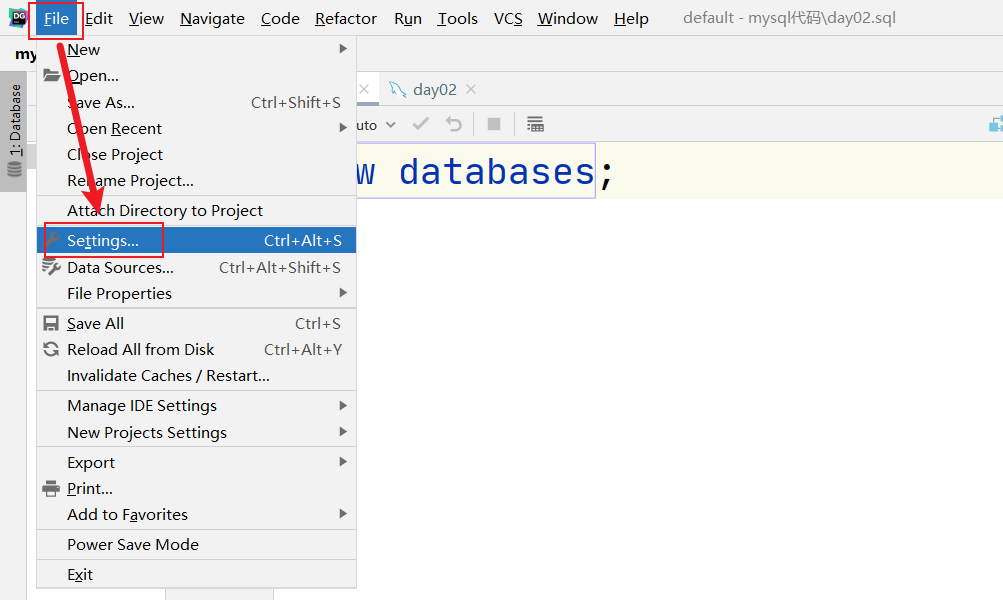 DG File Edit View Navigate Code Refactor Run Tools VCS Window Help default - mysql代码\day02.sql
my
New
Open...
day02
Save As... Ctrl+Shift+S
uto
Open Recent
Close Project
Rename Project...
w databases;
Attach Directory to Project
Settings... Ctrl+Alt+S
Data Sources... Ctrl+Alt+Shift+S
File Properties
Save All Ctrl+S
Reload All from Disk Ctrl+Alt+Y
Invalidate Caches / Restart...
Manage IDE Settings
New Projects Settings
Export
Print...
Add to Favorites
Power Save Mode
Exit
1: Database